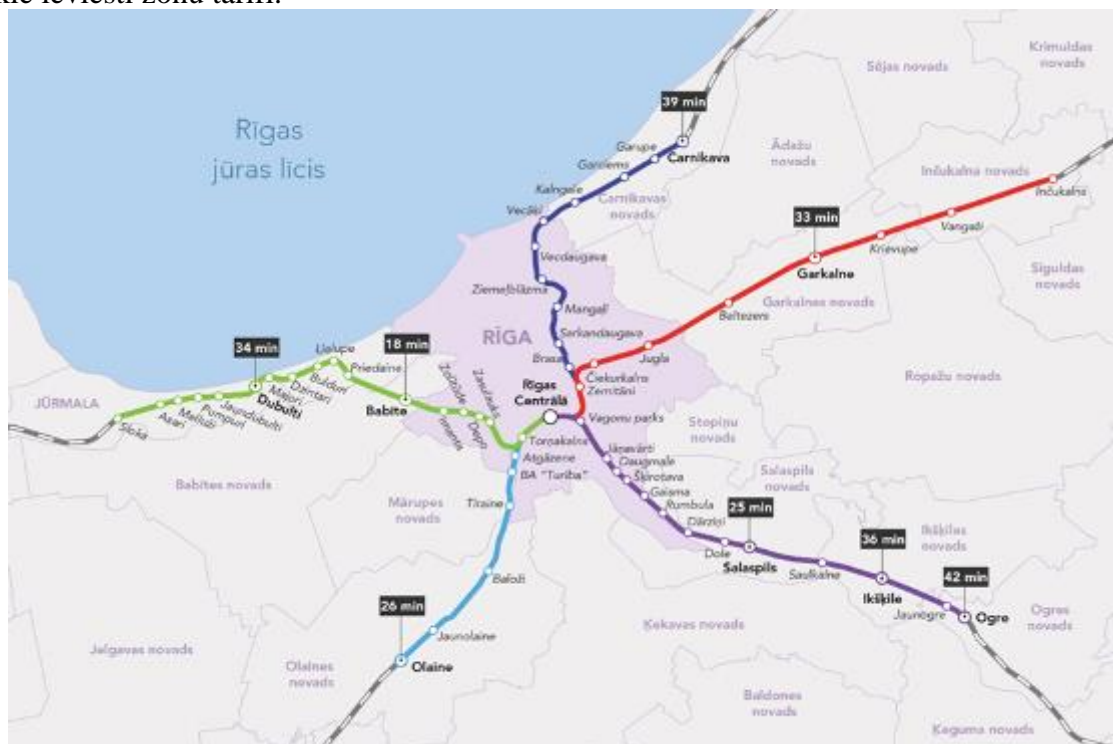 Krimuldas
novads
Sējas novads
39 min
Rīgas
jūras līcis
Garupe
Garciems
Carnikava
Ādažu
novads
Inčukalna novads
Inčukalns
Kalngale
Carnikavas
novads
Vecāķi
33 min
Vangaži
Krievupe
Vecdaugava
Garkalne
Siguldas
novads
Ziemeļblāzma
Garkalnes novads
Baltezers
Mangaļi
RĪGA
Sarkandaugava
34 min
Lielupe
18 min
Priedaine
Brasa
Jugla
Bulduri
Dzintari
Majori
Dubulti
Čiekurkalns
Zemitāni
Ropažu novads
JŪRMALA
Babīte
Zolitūde
Zasulauks
Rīgas
Centrālā
Jaundubulti
Pumpuri
Melluži
Asari
Sloka
Imanta
Depo
Vagonu parks
Stopiņu
novads
Torņakalns
Atgāzene
BA "Turība"
Jāņavārti
Daugmale
Šķirotava
Gaisma
Rumbula
Salaspils
novads
Babītes novads
Mārupes
novads
Tīraine
25 min
Dārziņi
36 min
Ikšķiles
novads
Dole
Salaspils
42 min
Saulkalne
Baloži
Ikšķile
26 min
Jaunogre
Ogre
Ogres
novads
Ķekavas novads
Jaunolaine
Jelgavas novads
Olaines
novads
Olaine
Baldones
novads
Ķeguma novads